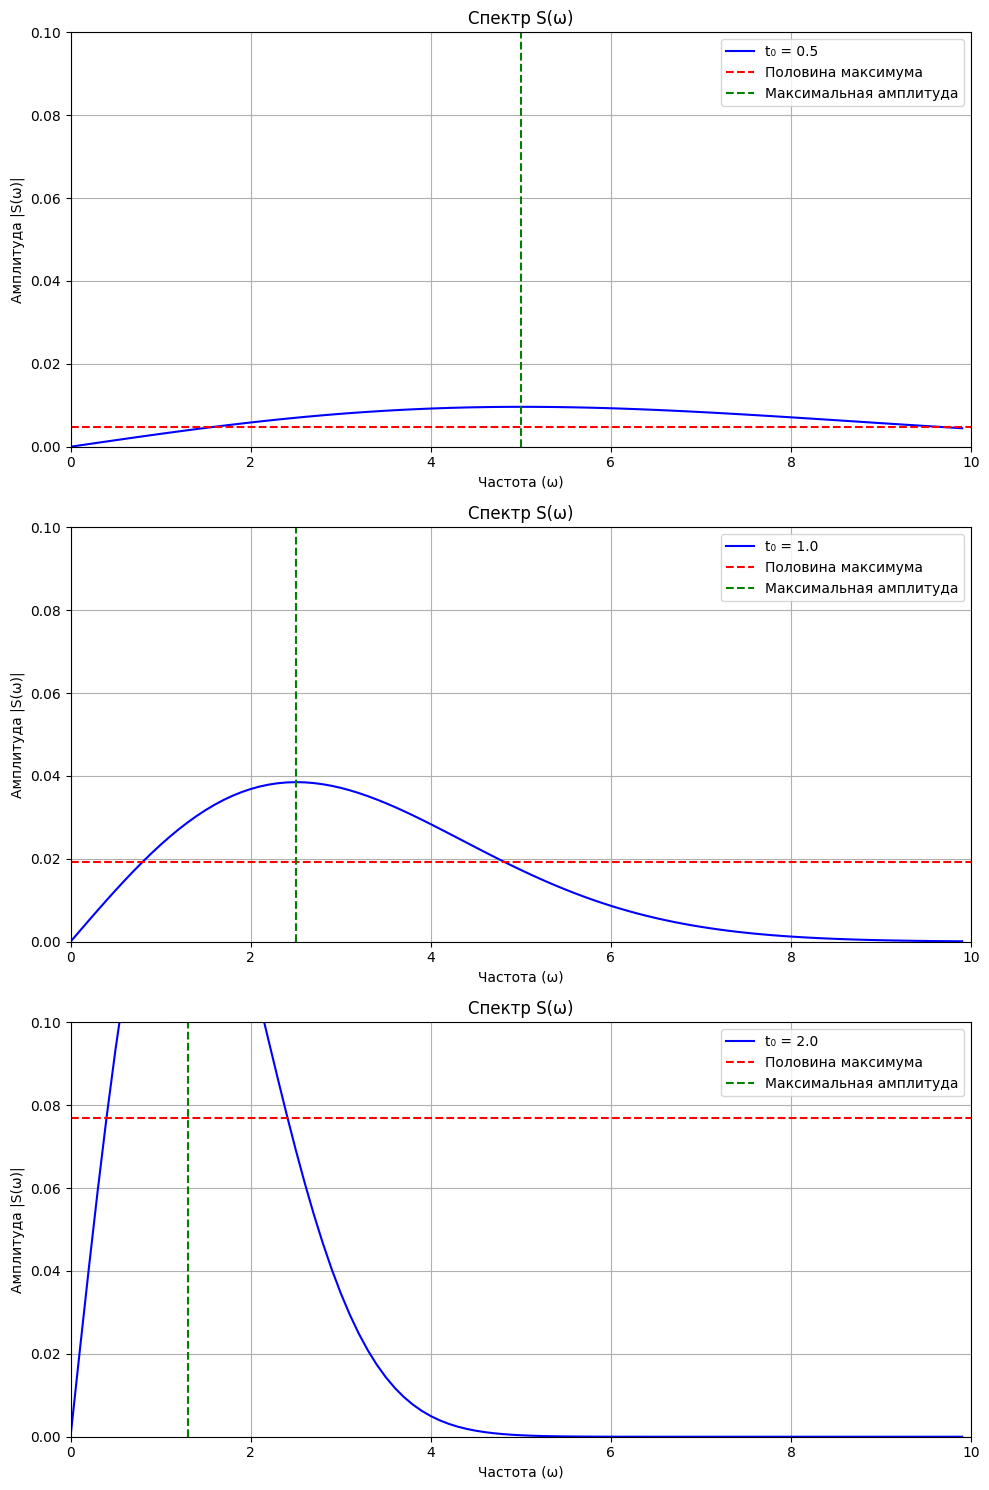 Спектр S(ω)
Амплитуда |S(ω)|
0.10
0.08
0.06
0.04
0.02
0.00
t₀ = 0.5
Половина максимума
Максимальная амплитуда
0 2 4 6 8 10
Частота (ω)
Спектр S(ω)
Амплитуда |S(ω)|
0.10
0.08
0.06
0.04
0.02
0.00
t₀ = 1.0
Половина максимума
Максимальная амплитуда
0 2 4 6 8 10
Частота (ω)
Спектр S(ω)
Амплитуда |S(ω)|
0.10
0.08
0.06
0.04
0.02
0.00
t₀ = 2.0
Половина максимума
Максимальная амплитуда
0 2 4 6 8 10
Частота (ω)